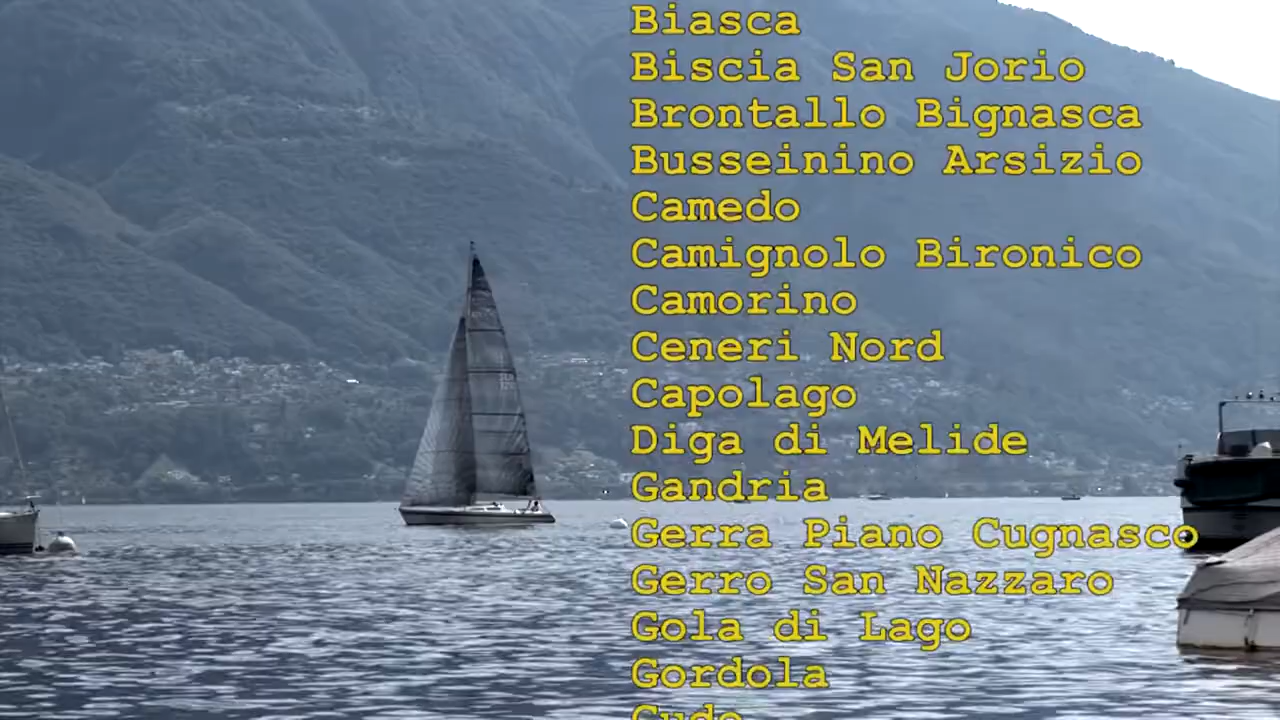 Biasca
Biscia San Jorio
Brontallo Bignasca
Busseinino Arsizio
Camedo
Camignolo Bironico
Camorino
Ceneri Nord
Capolago
Diga di Melide
Gandria
Gerra Piano Cugnasco
Gerro San Nazzaro
Gola di Lago
Gordola